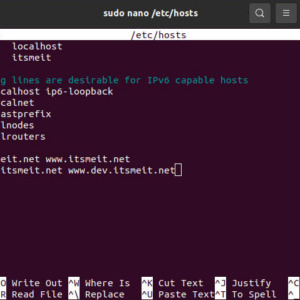 sudo nano /etc/hosts
/etc/hosts
localhost
itsmeit
g lines are desirable for IPv6 capable hosts
calhost ip6-loopback
calnet
astprefix
lnodes
lrouters
eit.net www.itsmeit.net
itsmeit.net www.dev.itsmeit.net
O Write Out ^W Where Is ^K Cut Text ^J Justify ^C
R Read File ^\ Replace ^U Paste Text ^T To Spell ^